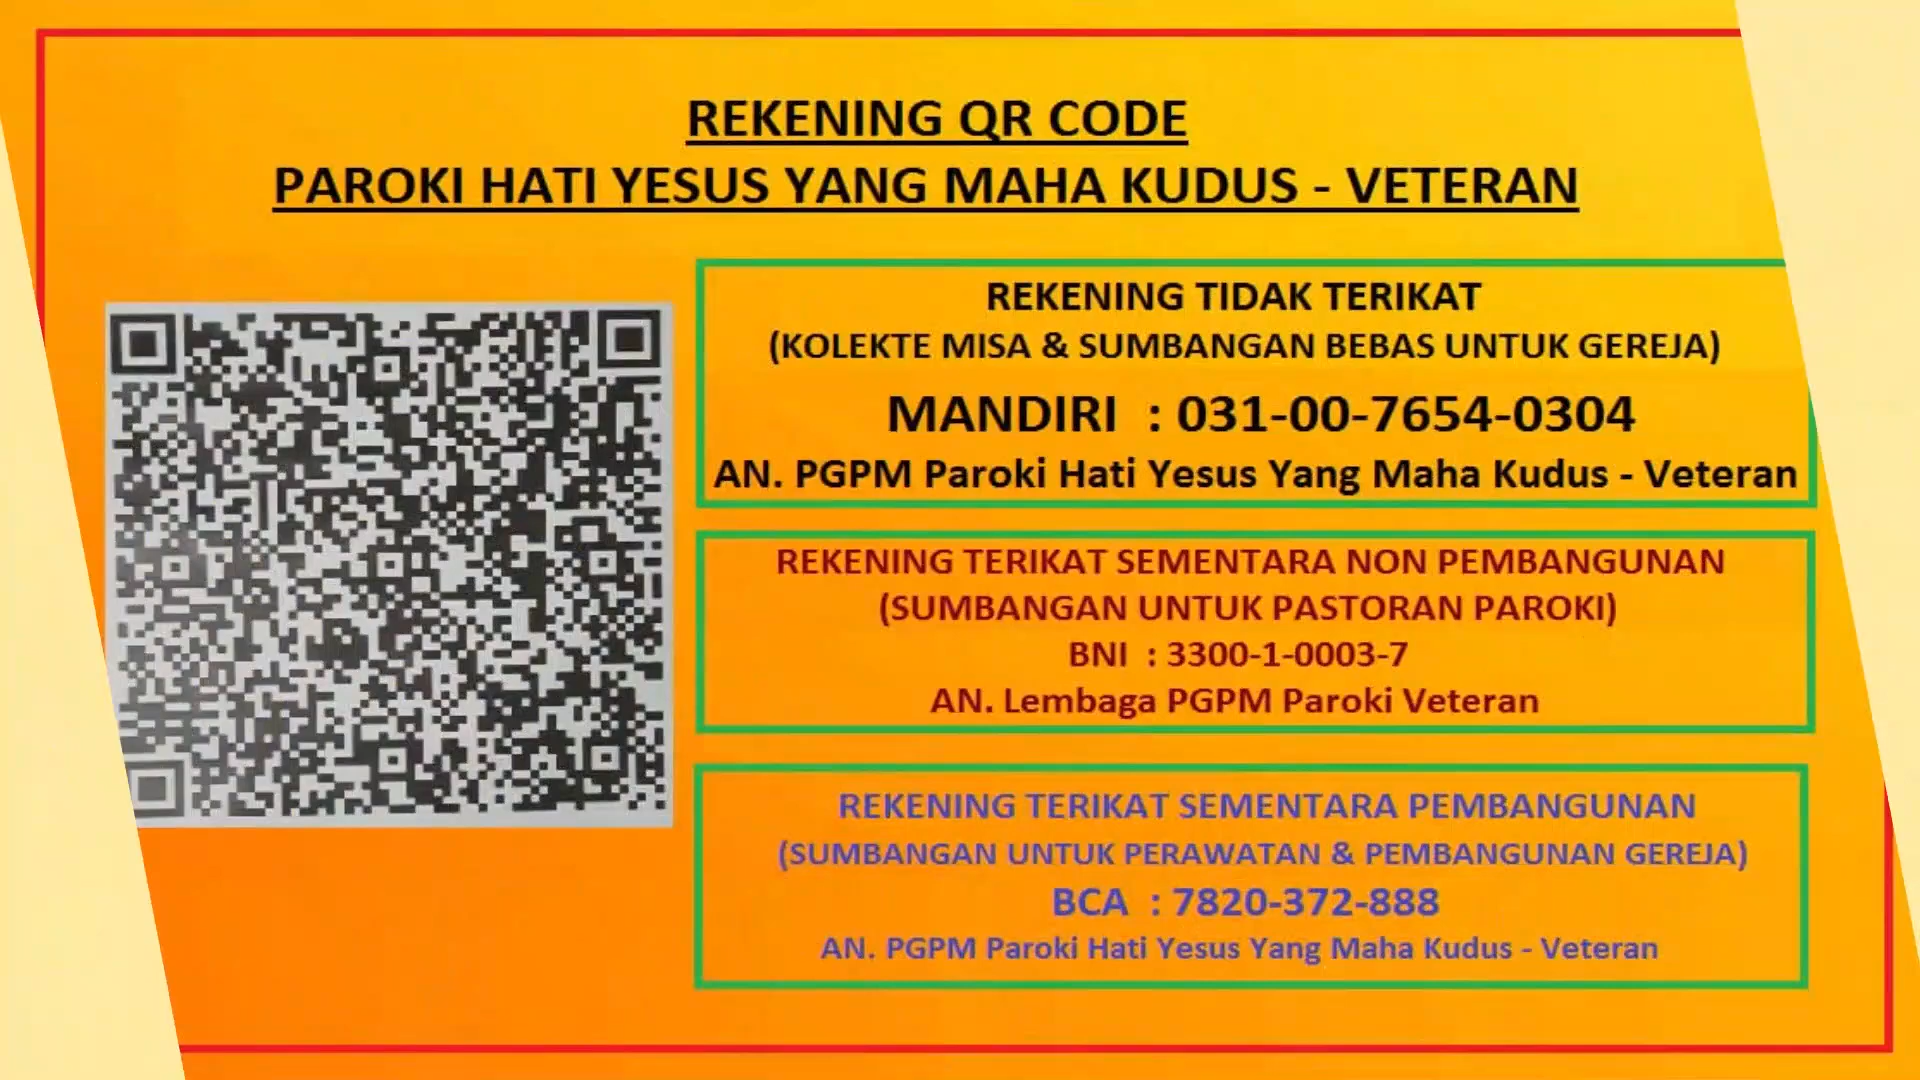 REKENING QR CODE
PAROKI HATI YESUS YANG MAHA KUDUS - VETERAN
REKENING TIDAK TERIKAT
(KOLEKTE MISA & SUMBANGAN BEBAS UNTUK GEREJA)
MANDIRI : 031-00-7654-0304
AN. PGPM Paroki Hati Yesus Yang Maha Kudus - Veteran
REKENING TERIKAT SEMENTARA NON PEMBANGUNAN
(SUMBANGAN UNTUK PASTORAN PAROKI)
BNI : 3300-1-0003-7
AN. Lembaga PGPM Paroki Veteran
REKENING TERIKAT SEMENTARA PEMBANGUNAN
(SUMBANGAN UNTUK PERAWATAN & PEMBANGUNAN GEREJA)
BCA : 7820-372-888
AN. PGPM Paroki Hati Yesus Yang Maha Kudus - Veteran